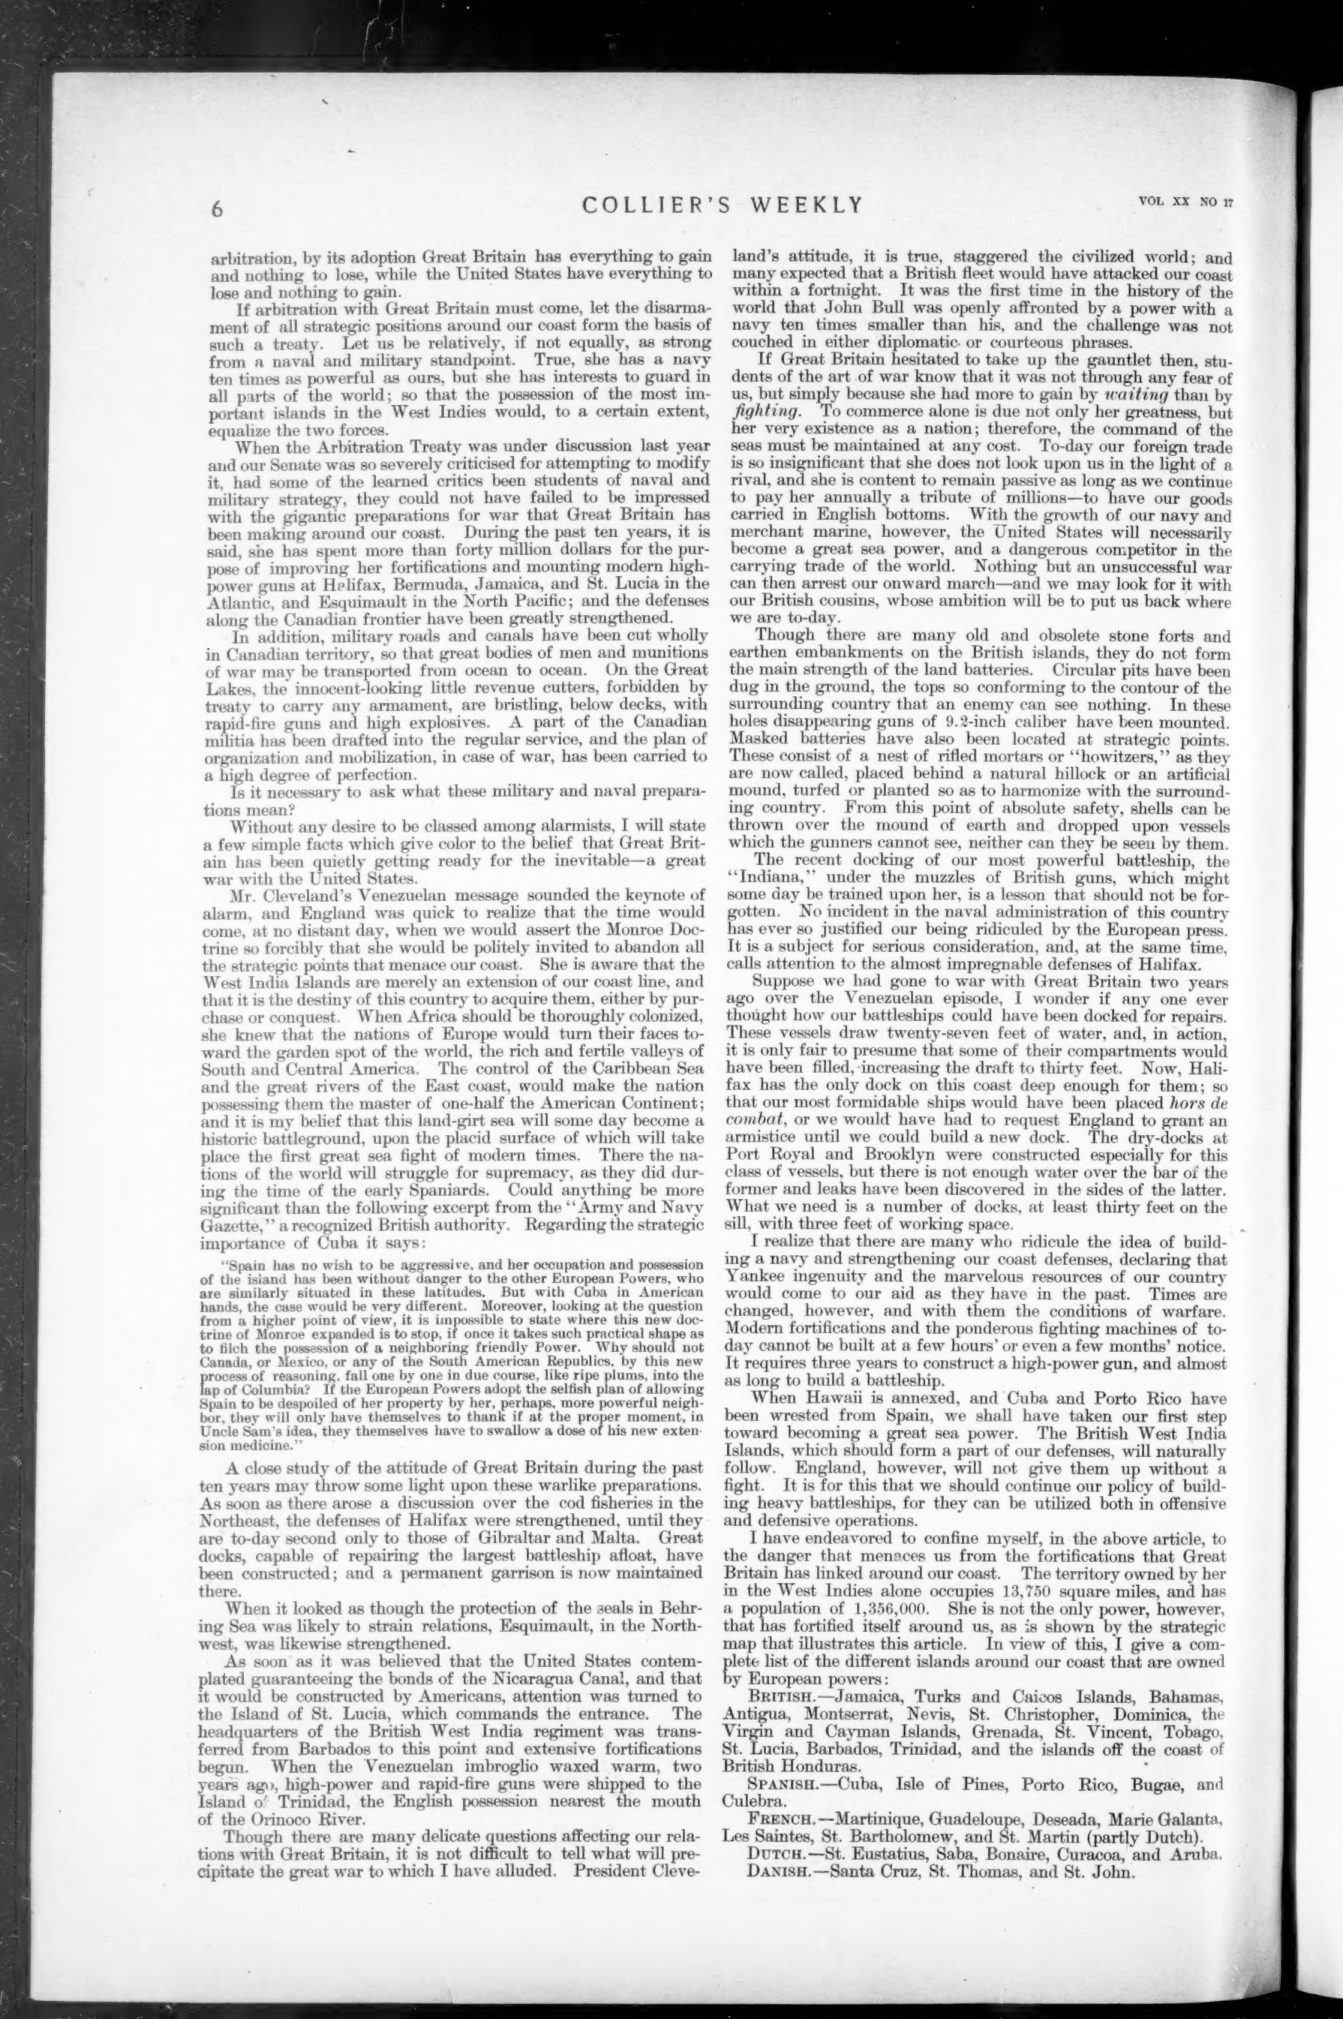 6
COLLIER'S WEEKLY
VOL XX NO 17
arbitration, by its adoption Great Britain has everything to gain
and nothing to lose, while the United States have everything to
lose and nothing to gain.
If arbitration with Great Britain must come, let the disarma-
ment of all strategic positions around our coast form the basis of
such a treaty. Let us be relatively, if not equally, as strong
from a naval and military standpoint. True, she has a navy
ten times as powerful as ours, but she has interests to guard in
all parts of the world; so that the possession of the most im-
portant islands in the West Indies would, to a certain extent,
equalize the two forces.
When the Arbitration Treaty was under discussion last year
and our Senate was so severely criticised for attempting to modify
it, had some of the learned critics been students of naval and
military strategy, they could not have failed to be impressed
with the gigantic preparations for war that Great Britain has
been making around our coast. During the past ten years, it is
said, she has spent more than forty million dollars for the pur-
pose of improving her fortifications and mounting modern high-
power guns at Halifax, Bermuda, Jamaica, and St. Lucia in the
Atlantic, and Esquimault in the North Pacific; and the defenses
along the Canadian frontier have been greatly strengthened.
In addition, military roads and canals have been cut wholly
in Canadian territory, so that great bodies of men and munitions
of war may be transported from ocean to ocean. On the Great
Lakes, the innocent-looking little revenue cutters, forbidden by
treaty to carry any armament, are bristling, below decks, with
rapid-fire guns and high explosives. A part of the Canadian
militia has been drafted into the regular service, and the plan of
organization and mobilization, in case of war, has been carried to
a high degree of perfection.
Is it necessary to ask what these military and naval prepara-
tions mean?
Without any desire to be classed among alarmists, I will state
a few simple facts which give color to the belief that Great Brit-
ain has been quietly getting ready for the inevitable—a great
war with the United States.
Mr. Cleveland's Venezuelan message sounded the keynote of
alarm, and England was quick to realize that the time would
come, at no distant day, when we would assert the Monroe Doc-
trine so forcibly that she would be politely invited to abandon all
the strategic points that menace our coast. She is aware that the
West India Islands are merely an extension of our coast line, and
that it is the destiny of this country to acquire them, either by pur-
chase or conquest. When Africa should be thoroughly colonized,
she knew that the nations of Europe would turn their faces to-
ward the garden spot of the world, the rich and fertile valleys of
South and Central America. The control of the Caribbean Sea
and the great rivers of the East coast, would make the nation
possessing them the master of one-half the American Continent;
and it is my belief that this land-girt sea will some day become a
historic battleground, upon the placid surface of which will take
place the first great sea fight of modern times. There the na-
tions of the world will struggle for supremacy, as they did dur-
ing the time of the early Spaniards. Could anything be more
significant than the following excerpt from the "Army and Navy
Gazette," a recognized British authority. Regarding the strategic
importance of Cuba it says:
"Spain has no wish to be aggressive, and her occupation and possession
of the island has been without danger to the other European Powers, who
are similarly situated in these latitudes. But with Cuba in American
hands, the case would be very different. Moreover, looking at the question
from a higher point of view, it is impossible to state where this new doc-
trine of Monroe expanded is to stop, if once it takes such practical shape as
to filch the possession of a neighboring friendly Power. Why should not
Canada, or Mexico, or any of the South American Republics, by this new
process of reasoning, fall one by one in due course, like ripe plums, into the
lap of Columbia? If the European Powers adopt the selfish plan of allowing
Spain to be despoiled of her property by her, perhaps, more powerful neigh-
bor, they will only have themselves to thank if at the proper moment, in
Uncle Sam's idea, they themselves have to swallow a dose of his new exten-
sion medicine."
A close study of the attitude of Great Britain during the past
ten years may throw some light upon these warlike preparations.
As soon as there arose a discussion over the cod fisheries in the
Northeast, the defenses of Halifax were strengthened, until they
are to-day second only to those of Gibraltar and Malta. Great
docks, capable of repairing the largest battleship afloat, have
been constructed; and a permanent garrison is now maintained
there.
When it looked as though the protection of the seals in Behr-
ing Sea was likely to strain relations, Esquimault, in the North-
west, was likewise strengthened.
As soon as it was believed that the United States contem-
plated guaranteeing the bonds of the Nicaragua Canal, and that
it would be constructed by Americans, attention was turned to
the Island of St. Lucia, which commands the entrance. The
headquarters of the British West India regiment was trans-
ferred from Barbados to this point and extensive fortifications
begun. When the Venezuelan imbroglio waxed warm, two
years ago, high-power and rapid-fire guns were shipped to the
Island of Trinidad, the English possession nearest the mouth
of the Orinoco River.
Though there are many delicate questions affecting our rela-
tions with Great Britain, it is not difficult to tell what will pre-
cipitate the great war to which I have alluded. President Cleve-
land's attitude, it is true, staggered the civilized world; and
many expected that a British fleet would have attacked our coast
within a fortnight. It was the first time in the history of the
world that John Bull was openly affronted by a power with a
navy ten times smaller than his, and the challenge was not
couched in either diplomatic or courteous phrases.
If Great Britain hesitated to take up the gauntlet then, stu-
dents of the art of war know that it was not through any fear of
us, but simply because she had more to gain by waiting than by
fighting. To commerce alone is due not only her greatness, but
her very existence as a nation; therefore, the command of the
seas must be maintained at any cost. To-day our foreign trade
is so insignificant that she does not look upon us in the light of a
rival, and she is content to remain passive as long as we continue
to pay her annually a tribute of millions—to have our goods
carried in English bottoms. With the growth of our navy and
merchant marine, however, the United States will necessarily
become a great sea power, and a dangerous competitor in the
carrying trade of the world. Nothing but an unsuccessful war
can then arrest our onward march—and we may look for it with
our British cousins, whose ambition will be to put us back where
we are to-day.
Though there are many old and obsolete stone forts and
earthen embankments on the British islands, they do not form
the main strength of the land batteries. Circular pits have been
dug in the ground, the tops so conforming to the contour of the
surrounding country that an enemy can see nothing. In these
holes disappearing guns of 9.2-inch caliber have been mounted.
Masked batteries have also been located at strategic points.
These consist of a nest of rifled mortars or "howitzers," as they
are now called, placed behind a natural hillock or an artificial
mound, turfed or planted so as to harmonize with the surround-
ing country. From this point of absolute safety, shells can be
thrown over the mound of earth and dropped upon vessels
which the gunners cannot see, neither can they be seen by them.
The recent docking of our most powerful battleship, the
"Indiana," under the muzzles of British guns, which might
some day be trained upon her, is a lesson that should not be for-
gotten. No incident in the naval administration of this country
has ever so justified our being ridiculed by the European press.
It is a subject for serious consideration, and, at the same time,
calls attention to the almost impregnable defenses of Halifax.
Suppose we had gone to war with Great Britain two years
ago over the Venezuelan episode, I wonder if any one ever
thought how our battleships could have been docked for repairs.
These vessels draw twenty-seven feet of water, and, in action,
it is only fair to presume that some of their compartments would
have been filled, increasing the draft to thirty feet. Now, Hali-
fax has the only dock on this coast deep enough for them; so
that our most formidable ships would have been placed hors de
combat, or we would have had to request England to grant an
armistice until we could build a new dock. The dry-docks at
Port Royal and Brooklyn were constructed especially for this
class of vessels, but there is not enough water over the bar of the
former and leaks have been discovered in the sides of the latter.
What we need is a number of docks, at least thirty feet on the
sill, with three feet of working space.
I realize that there are many who ridicule the idea of build-
ing a navy and strengthening our coast defenses, declaring that
Yankee ingenuity and the marvelous resources of our country
would come to our aid as they have in the past. Times are
changed, however, and with them the conditions of warfare.
Modern fortifications and the ponderous fighting machines of to-
day cannot be built at a few hours' or even a few months' notice.
It requires three years to construct a high-power gun, and almost
as long to build a battleship.
When Hawaii is annexed, and Cuba and Porto Rico have
been wrested from Spain, we shall have taken our first step
toward becoming a great sea power. The British West India
Islands, which should form a part of our defenses, will naturally
follow. England, however, will not give them up without a
fight. It is for this that we should continue our policy of build-
ing heavy battleships, for they can be utilized both in offensive
and defensive operations.
I have endeavored to confine myself, in the above article, to
the danger that menaces us from the fortifications that Great
Britain has linked around our coast. The territory owned by her
in the West Indies alone occupies 13,750 square miles, and has
a population of 1,356,000. She is not the only power, however,
that has fortified itself around us, as is shown by the strategic
map that illustrates this article. In view of this, I give a com-
plete list of the different islands around our coast that are owned
by European powers:
BRITISH.—Jamaica, Turks and Caicos Islands, Bahamas,
Antigua, Montserrat, Nevis, St. Christopher, Dominica, the
Virgin and Cayman Islands, Grenada, St. Vincent, Tobago,
St. Lucia, Barbados, Trinidad, and the islands off the coast of
British Honduras.
SPANISH.—Cuba, Isle of Pines, Porto Rico, Bugae, and
Culebra.
FRENCH.—Martinique, Guadeloupe, Deseada, Marie Galanta,
Les Saintes, St. Bartholomew, and St. Martin (partly Dutch).
DUTCH.—St. Eustatius, Saba, Bonaire, Curacoa, and Aruba.
DANISH.—Santa Cruz, St. Thomas, and St. John.